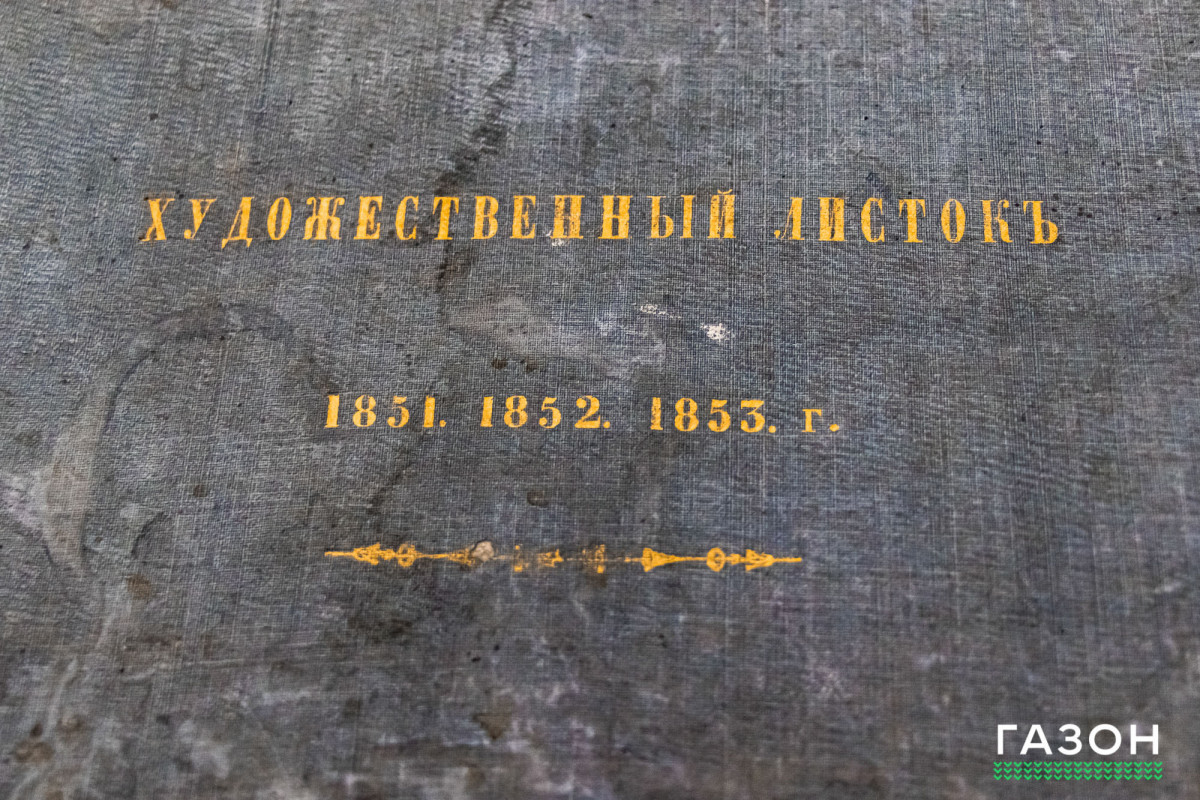 ХУДОЖЕСТВЕННЫЙ ЛИСТОКЪ
1851. 1852. 1853. г.
ГАЗОН